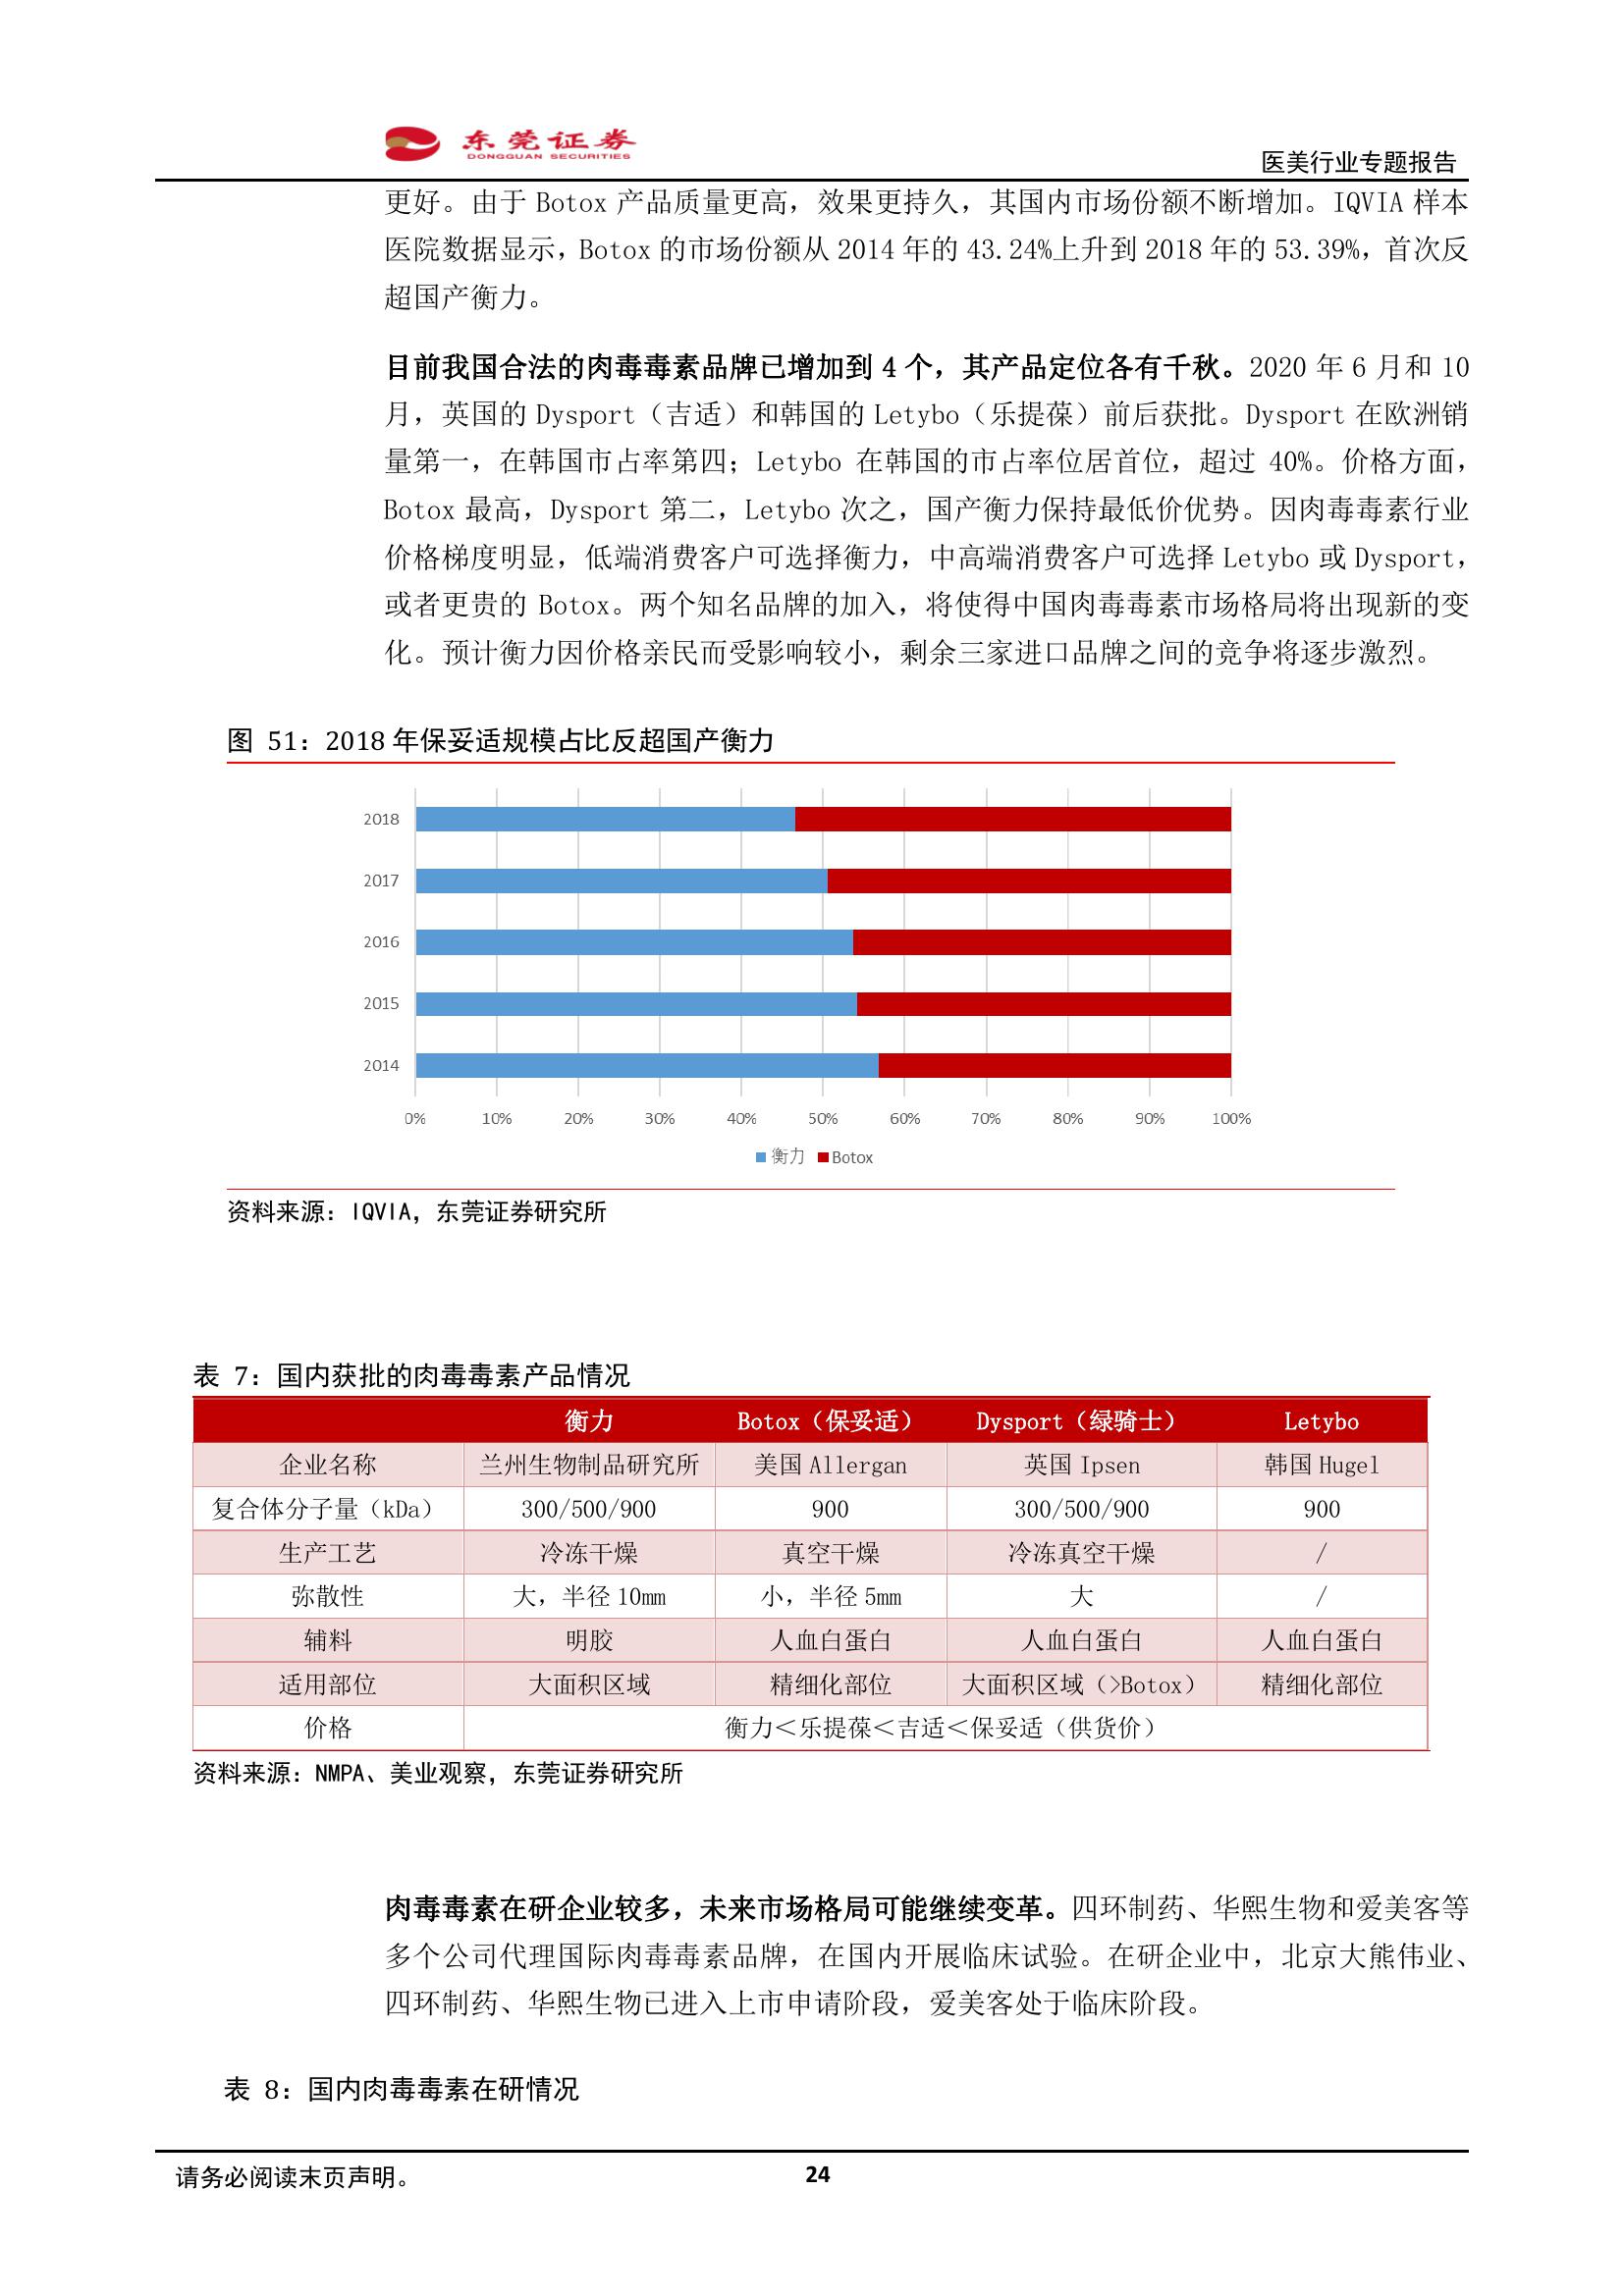 东莞证券
DONGGUAN SECURITIES
医美行业专题报告
更好。由于 Botox 产品质量更高，效果更持久，其国内市场份额不断增加。IQVIA 样本
医院数据显示，Botox 的市场份额从 2014 年的 43.24%上升到 2018 年的 53.39%，首次反
超国产衡力。
目前我国合法的肉毒毒素品牌已增加到 4 个，其产品定位各有千秋。2020 年 6 月和 10
月，英国的 Dysport（吉适）和韩国的 Letybo（乐提葆）前后获批。Dysport 在欧洲销
量第一，在韩国市占率第四；Letybo 在韩国的市占率位居首位，超过 40%。价格方面，
Botox 最高，Dysport 第二，Letybo 次之，国产衡力保持最低价优势。因肉毒毒素行业
价格梯度明显，低端消费客户可选择衡力，中高端消费客户可选择 Letybo 或 Dysport，
或者更贵的 Botox。两个知名品牌的加入，将使得中国肉毒毒素市场格局将出现新的变
化。预计衡力因价格亲民而受影响较小，剩余三家进口品牌之间的竞争将逐步激烈。
图 51：2018 年保妥适规模占比反超国产衡力
2018
2017
2016
2015
2014
0% 10% 20% 30% 40% 50% 60% 70% 80% 90% 100%
衡力 Botox
资料来源：IQVIA，东莞证券研究所
表 7：国内获批的肉毒毒素产品情况
衡力 Botox（保妥适） Dysport（绿骑士） Letybo
企业名称 兰州生物制品研究所 美国 Allergan 英国 Ipsen 韩国 Hugel
复合体分子量（kDa） 300/500/900 900 300/500/900 900
生产工艺 冷冻干燥 真空干燥 冷冻真空干燥 /
弥散性 大，半径 10mm 小，半径 5mm 大 /
辅料 明胶 人血白蛋白 人血白蛋白 人血白蛋白
适用部位 大面积区域 精细化部位 大面积区域（>Botox） 精细化部位
价格 衡力＜乐提葆＜吉适＜保妥适（供货价）
资料来源：NMPA、美业观察，东莞证券研究所
肉毒毒素在研企业较多，未来市场格局可能继续变革。四环制药、华熙生物和爱美客等
多个公司代理国际肉毒毒素品牌，在国内开展临床试验。在研企业中，北京大熊伟业、
四环制药、华熙生物已进入上市申请阶段，爱美客处于临床阶段。
表 8：国内肉毒毒素在研情况
请务必阅读末页声明。
24